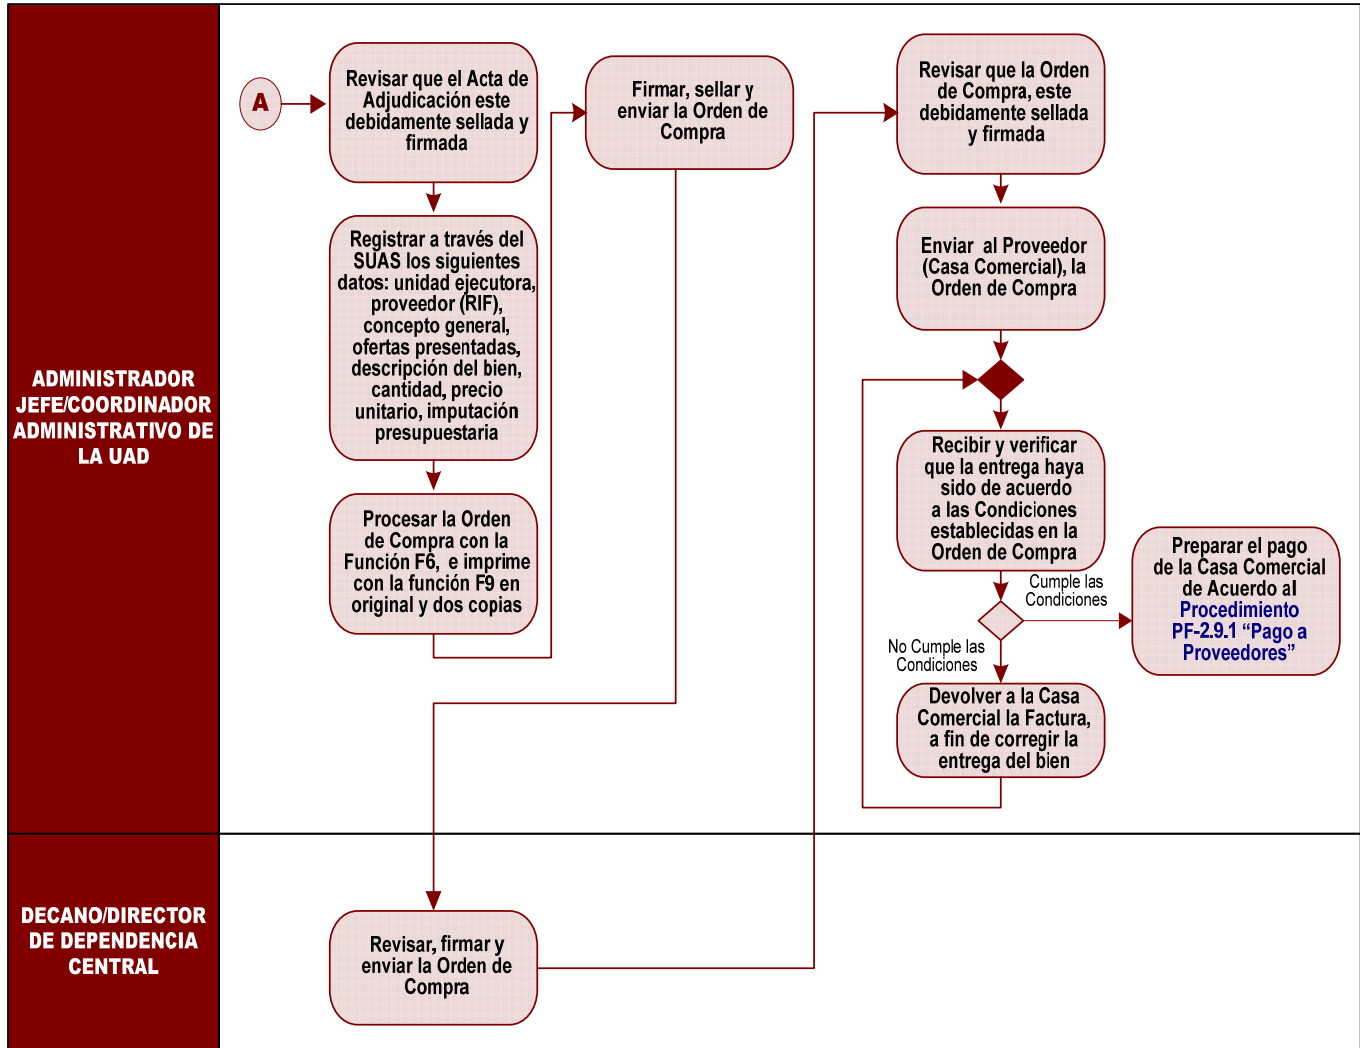 ADMINISTRADOR
JEFE/COORDINADOR
ADMINISTRATIVO DE
LA UAD
A
Revisar que el Acta de
Adjudicación este
debidamente sellada y
firmada
Registrar a través del
SUAS los siguientes
datos: unidad ejecutora,
proveedor (RIF),
concepto general,
ofertas presentadas,
descripción del bien,
cantidad, precio
unitario, imputación
presupuestaria
Procesar la Orden
de Compra con la
Función F6, e imprime
con la función F9 en
original y dos copias
Firmar, sellar y
enviar la Orden de
Compra
Revisar que la Orden
de Compra, este
debidamente sellada
y firmada
Enviar al Proveedor
(Casa Comercial), la
Orden de Compra
Recibir y verificar
que la entrega haya
sido de acuerdo
a las Condiciones
establecidas en la
Orden de Compra
Cumple las
Condiciones
Preparar el pago
de la Casa Comercial
de Acuerdo al
Procedimiento
PF-2.9.1 “Pago a
Proveedores”
No Cumple las
Condiciones
Devolver a la Casa
Comercial la Factura,
a fin de corregir la
entrega del bien
DECANO/DIRECTOR
DE DEPENDENCIA
CENTRAL
Revisar, firmar y
enviar la Orden de
Compra